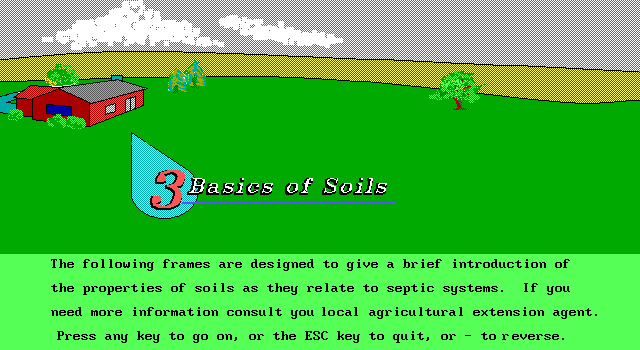 3 Basics of Soils
The following frames are designed to give a brief introduction of
the properties of soils as they relate to septic systems.  If you
need more information consult you local agricultural extension agent.
Press any key to go on, or the ESC key to quit, or - to reverse.